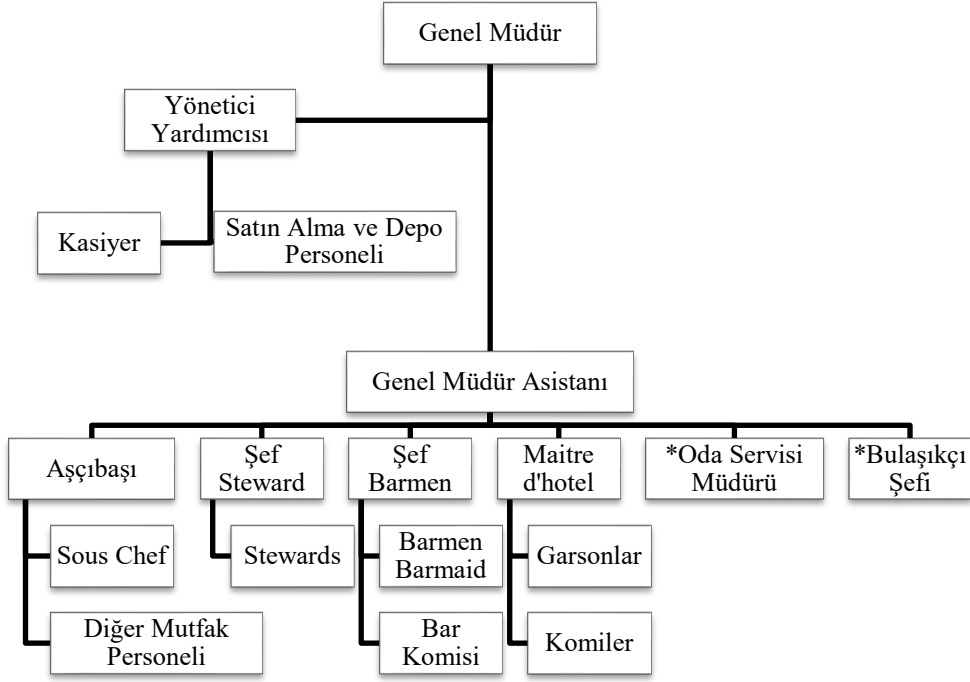 Genel Müdür
Yönetici
Yardımcısı
Kasiyer
Satın Alma ve Depo
Personeli
Genel Müdür Asistanı
Aşçıbaşı
Şef
Steward
Şef
Barmen
Maitre
d'hotel
*Oda Servisi
Müdürü
*Bulaşıkçı
Şefi
Sous Chef
Stewards
Barmen
Barmaid
Garsonlar
Diğer Mutfak
Personeli
Bar
Komisi
Komiler